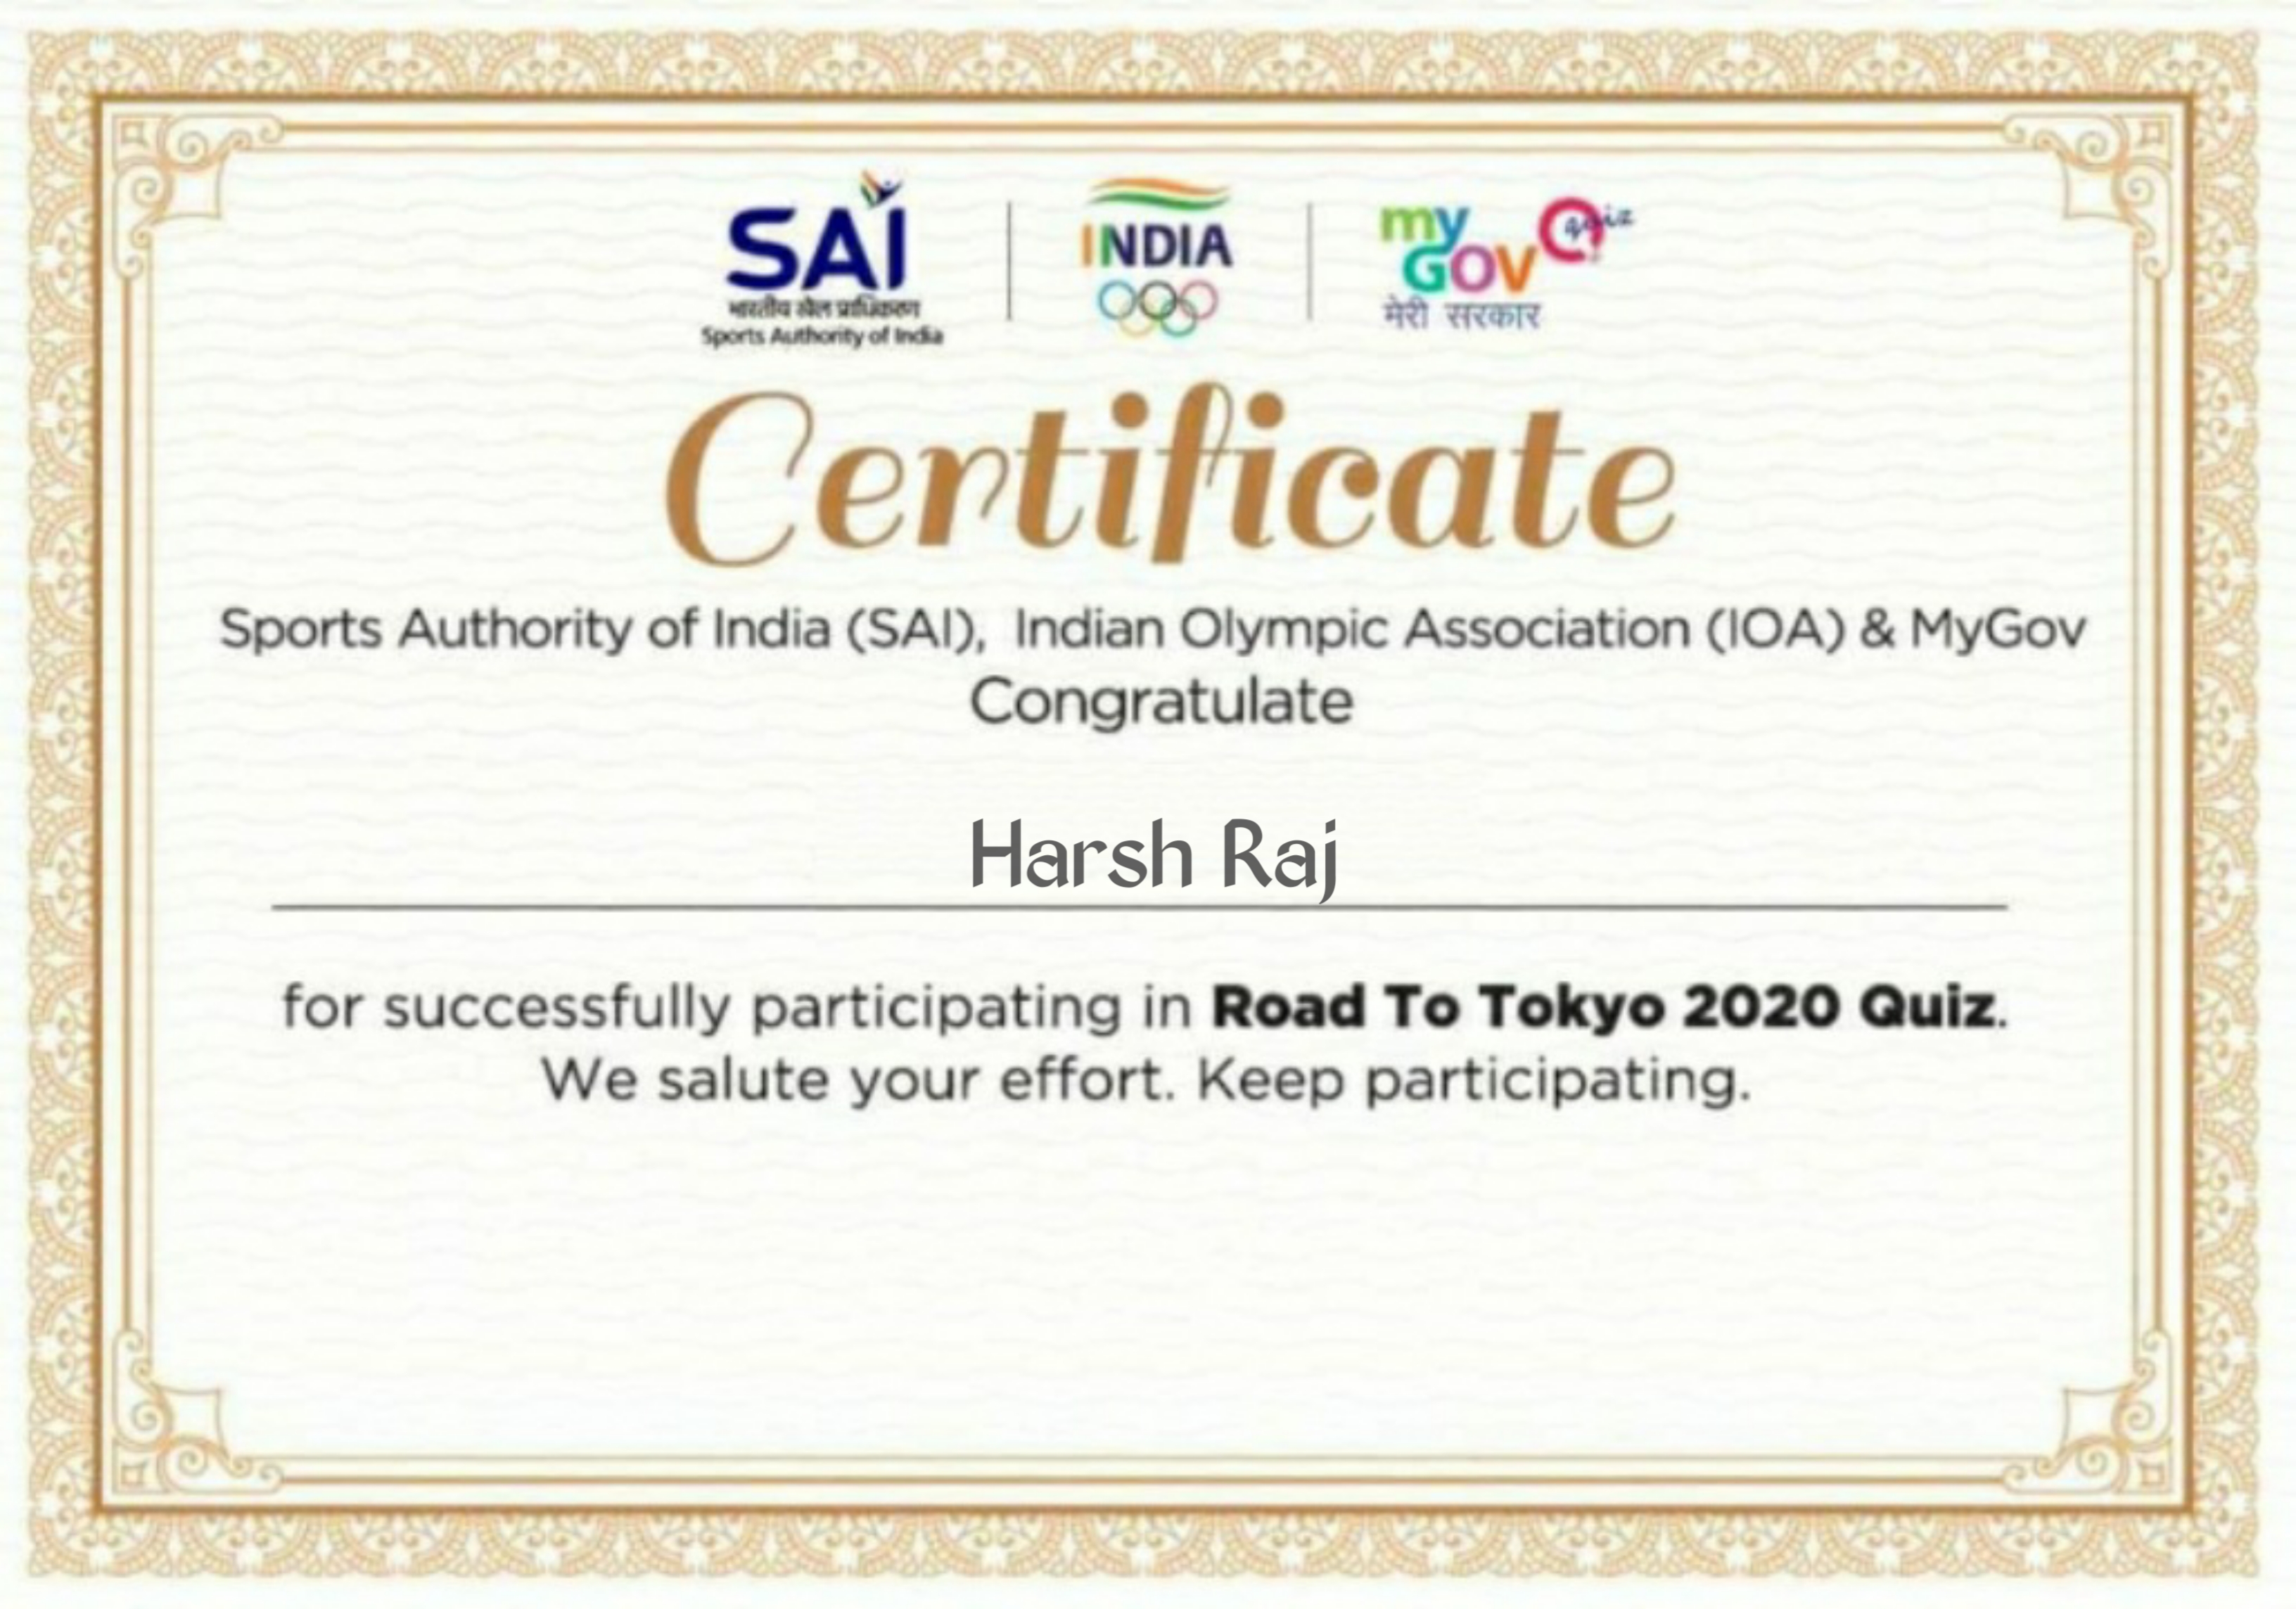 SAI
भारतीय खेल प्राधिकरण
Sports Authority of India
INDIA
my
GOV
quiz
मेरी सरकार
Certificate
Sports Authority of India (SAI), Indian Olympic Association (IOA) & MyGov
Congratulate
Harsh Raj
for successfully participating in Road To Tokyo 2020 Quiz.
We salute your effort. Keep participating.